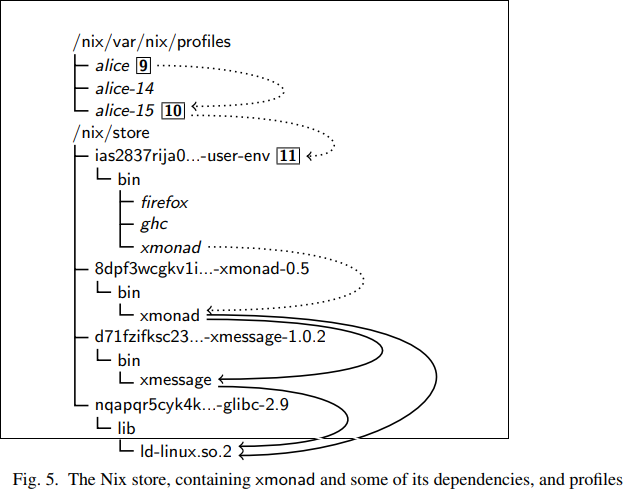 /nix/var/nix/profiles
alice 9
alice-14
alice-15 10
/nix/store
ias2837rija0...-user-env 11
bin
firefox
ghc
xmonad
8dpf3wcgkv1i...-xmonad-0.5
bin
xmonad
d71fzifksc23...-xmessage-1.0.2
bin
xmessage
nqapqr5cyk4k...-glibc-2.9
lib
ld-linux.so.2
Fig. 5. The Nix store, containing xmonad and some of its dependencies, and profiles